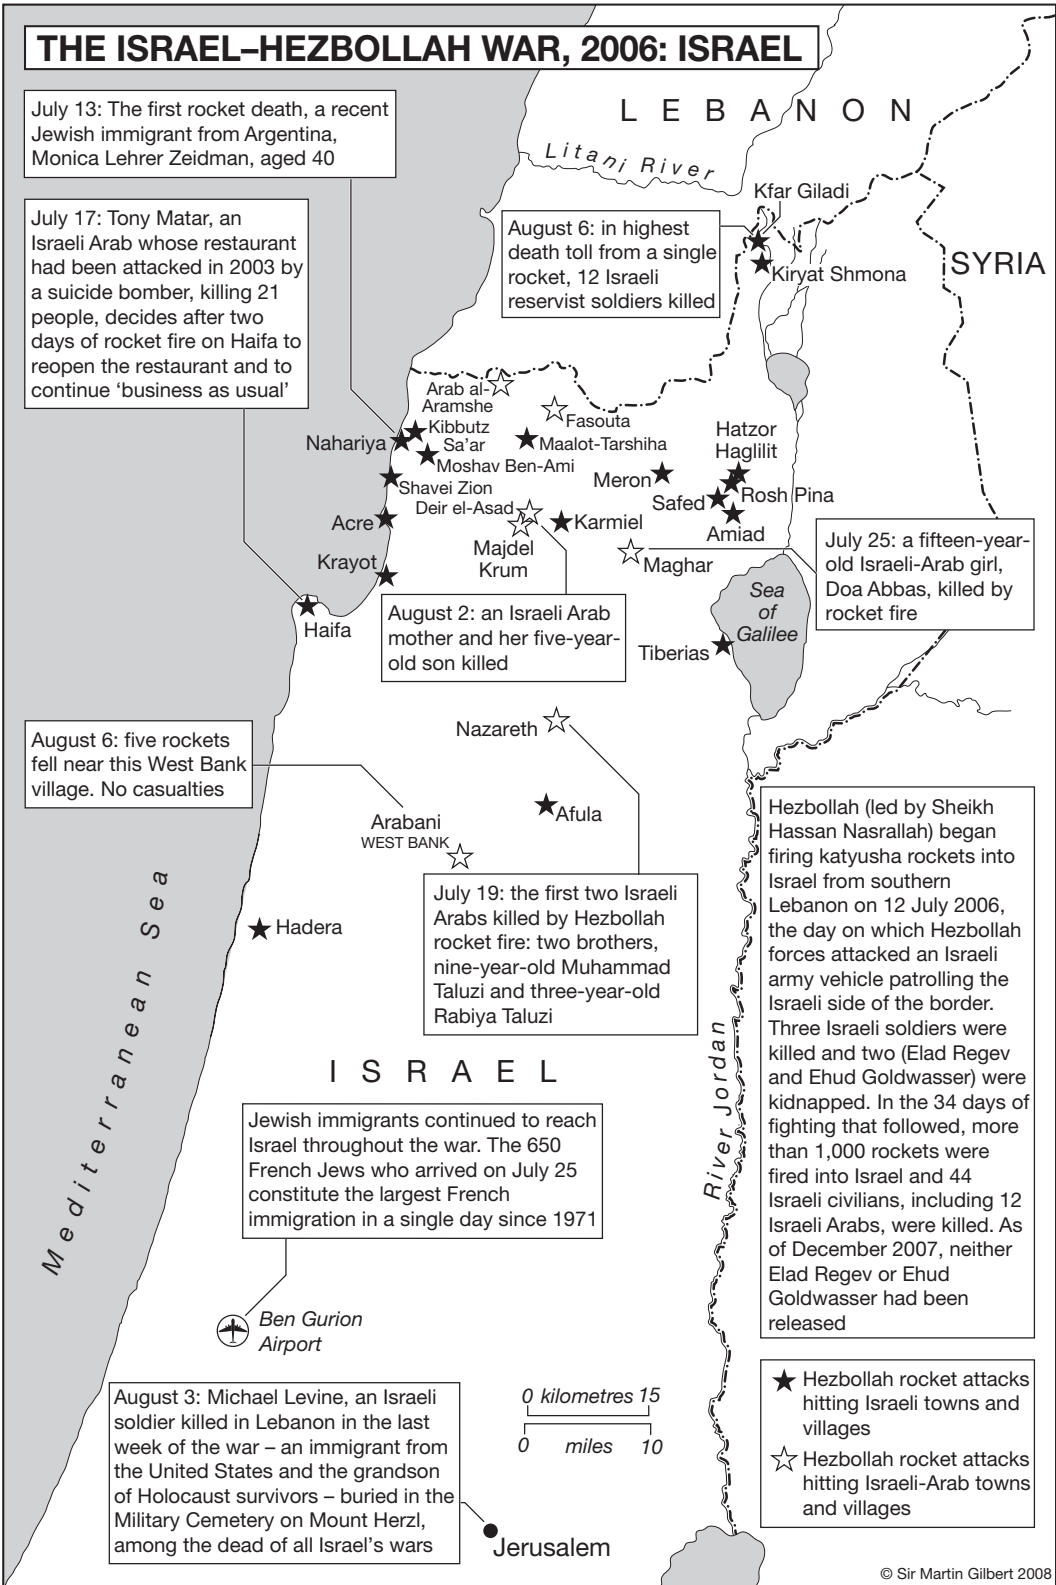 THE ISRAEL–HEZBOLLAH WAR, 2006: ISRAEL
July 13: The first rocket death, a recent
Jewish immigrant from Argentina,
Monica Lehrer Zeidman, aged 40
LEBANON
Litani River
July 17: Tony Matar, an
Israeli Arab whose restaurant
had been attacked in 2003 by
a suicide bomber, killing 21
people, decides after two
days of rocket fire on Haifa to
reopen the restaurant and to
continue ‘business as usual’
August 6: in highest
death toll from a single
rocket, 12 Israeli
reservist soldiers killed
Kfar Giladi
Kiryat Shmona
SYRIA
Arab al-
Aramshe
Fasouta
Kibbutz
Sa’ar
Nahariya
Maalot-Tarshiha
Moshav Ben-Ami
Hatzor
Haglilit
Meron
Shavei Zion
Safed
Rosh Pina
Deir el-Asad
Acre
Karmiel
Amiad
Majdel
Krum
Maghar
Krayot
July 25: a fifteen-year-
old Israeli-Arab girl,
Doa Abbas, killed by
rocket fire
Haifa
August 2: an Israeli Arab
mother and her five-year-
old son killed
Sea
of
Galilee
Tiberias
Nazareth
August 6: five rockets
fell near this West Bank
village. No casualties
Afula
Arabani
WEST BANK
Hadera
Mediterranean Sea
July 19: the first two Israeli
Arabs killed by Hezbollah
rocket fire: two brothers,
nine-year-old Muhammad
Taluzi and three-year-old
Rabiya Taluzi
Hezbollah (led by Sheikh
Hassan Nasrallah) began
firing katyusha rockets into
Israel from southern
Lebanon on 12 July 2006,
the day on which Hezbollah
forces attacked an Israeli
army vehicle patrolling the
Israeli side of the border.
Three Israeli soldiers were
killed and two (Elad Regev
and Ehud Goldwasser) were
kidnapped. In the 34 days of
fighting that followed, more
than 1,000 rockets were
fired into Israel and 44
Israeli civilians, including 12
Israeli Arabs, were killed. As
of December 2007, neither
Elad Regev or Ehud
Goldwasser had been
released
ISRAEL
River Jordan
Jewish immigrants continued to reach
Israel throughout the war. The 650
French Jews who arrived on July 25
constitute the largest French
immigration in a single day since 1971
Ben Gurion
Airport
August 3: Michael Levine, an Israeli
soldier killed in Lebanon in the last
week of the war – an immigrant from
the United States and the grandson
of Holocaust survivors – buried in the
Military Cemetery on Mount Herzl,
among the dead of all Israel’s wars
0 kilometres 15
0 miles 10
Jerusalem
Hezbollah rocket attacks
hitting Israeli towns and
villages
Hezbollah rocket attacks
hitting Israeli-Arab towns
and villages
© Sir Martin Gilbert 2008